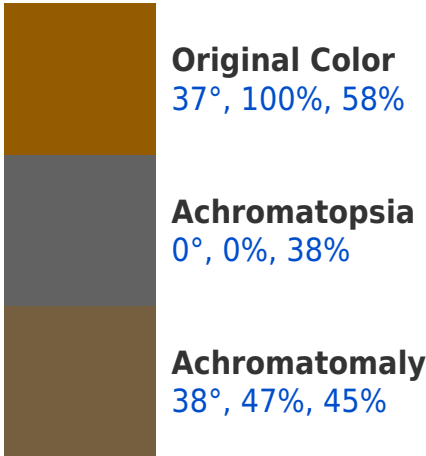 Original Color
37°, 100%, 58%
Achromatopsia
0°, 0%, 38%
Achromatomaly
38°, 47%, 45%